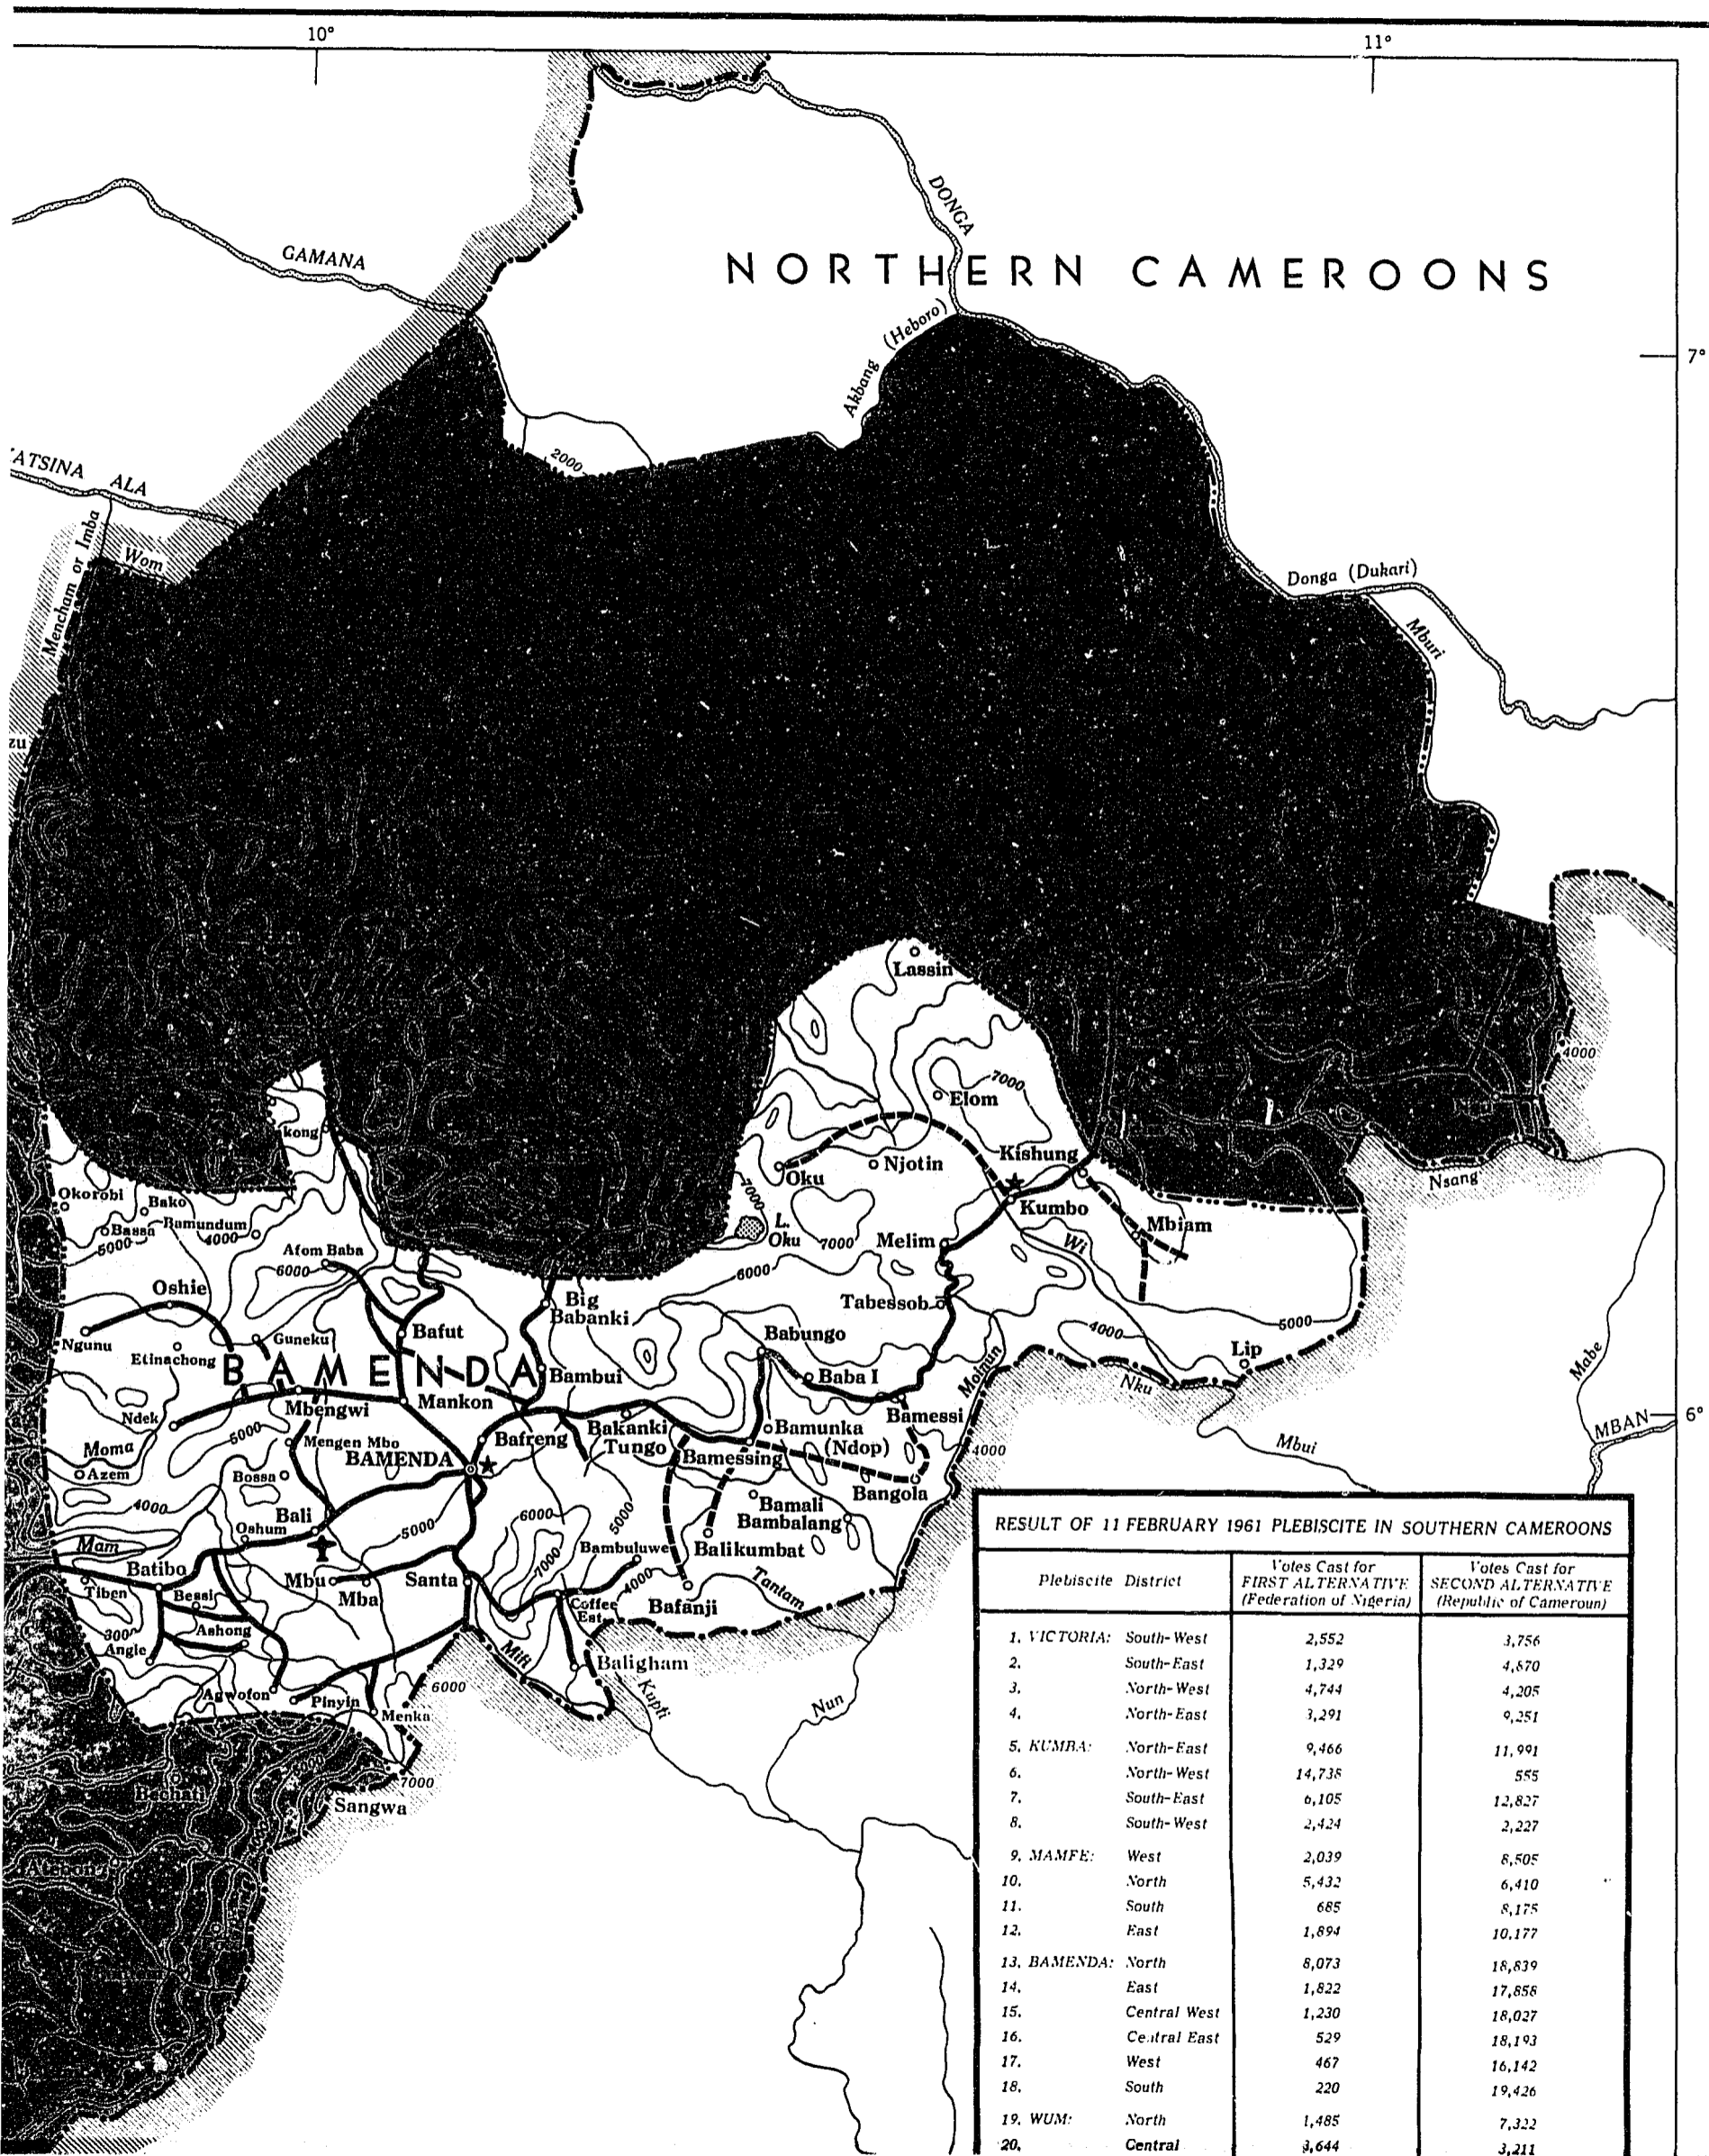 10°
11°
DONGA
GAMANA
NORTHERN CAMEROONS
Akbang (Heboro)
7°
2000
ATSINA ALA
Mencham or Imba
Wom
Donga (Dukari)
Mburi
zu
Lassin
4000
7000
Elom
kong
Kishung
Njotin
Oku
Nsang
7000
Okorobi
Bako
Kumbo
Bassa
Bamundum
L. Oku
Mbiam
5000
4000
7000
Melim
Wi
Afom Baba
6000
6000
Oshie
Big Babanki
Tabessob
5000
4000
Ngunu
Guneku
Bafut
Babungo
Lip
Etinachong
Mabe
BAMENDA
Bambui
Baba I
Moinun
Nku
Mbengwi
Mankon
Ndek
Bamessi
6°
5000
Bakanki
Bamunka
MBAN
Moma
Mengen Mbo
Bafreng
Tungo
(Ndop)
4000
Mbui
BAMENDA
Bamessing
Azem
Bossa
Bangola
4000
Bali
5000
6000
5000
Bamali
Oshum
Bambalang
Mam
Bambuluwe
Balikumbat
Batibo
7000
Tiben
Mbu
Mba
Santa
4000
Tantam
Bessi
Coffee Est.
Bafanji
300
Ashong
Angie
Mifi
Baligham
6000
Kupti
Agwofon
Pinyin
Nun
Menka
6000
7000
Bechati
Sangwa
RESULT OF 11 FEBRUARY 1961 PLEBISCITE IN SOUTHERN CAMEROONS
Plebiscite District
Votes Cast for FIRST ALTERNATIVE (Federation of Nigeria)
Votes Cast for SECOND ALTERNATIVE (Republic of Cameroun)
1. VICTORIA: South-West 2,552 3,756
2. South-East 1,329 4,870
3. North-West 4,744 4,205
4. North-East 3,291 9,251
5. KUMBA: North-East 9,466 11,991
6. North-West 14,738 555
7. South-East 6,105 12,827
8. South-West 2,424 2,227
9. MAMFE: West 2,039 8,505
10. North 5,432 6,410
11. South 685 8,175
12. East 1,894 10,177
13. BAMENDA: North 8,073 18,839
14. East 1,822 17,858
15. Central West 1,230 18,027
16. Central East 529 18,193
17. West 467 16,142
18. South 220 19,426
19. WUM: North 1,485 7,322
20. Central 3,644 3,211